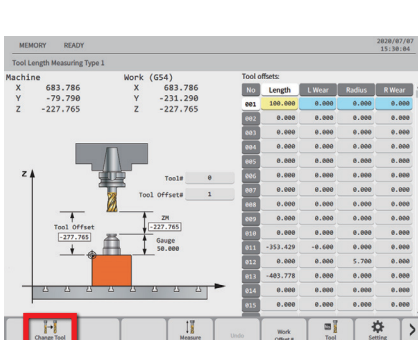 MEMORY READY 2020/07/07
15:30:04
Tool Length Measuring Type 1
Machine Work (G54) Tool offsets:
X 683.786 X 683.786
Y -79.790 Y -231.290
Z -227.765 Z -227.765
No Length L Wear Radius R Wear
001 100.000 0.000 0.000 0.000
002 0.000 0.000 0.000 0.000
003 0.000 0.000 0.000 0.000
004 0.000 0.000 0.000 0.000
005 0.000 0.000 0.000 0.000
006 0.000 0.000 0.000 0.000
007 0.000 0.000 0.000 0.000
008 0.000 0.000 0.000 0.000
009 0.000 0.000 0.000 0.000
010 0.000 0.000 0.000 0.000
011 -353.429 -0.600 0.000 0.000
012 0.000 0.000 5.700 0.000
013 -403.778 0.000 0.000 0.000
014 0.000 0.000 0.000 0.000
015 0.000 0.000 0.000 0.000
Z
Tool# 0
Tool Offset# 1
Tool Offset
-277.765
ZM
-227.765
Gauge
50.000
Change Tool
Measure
Undo
Work
Offset #
Tool
Setting